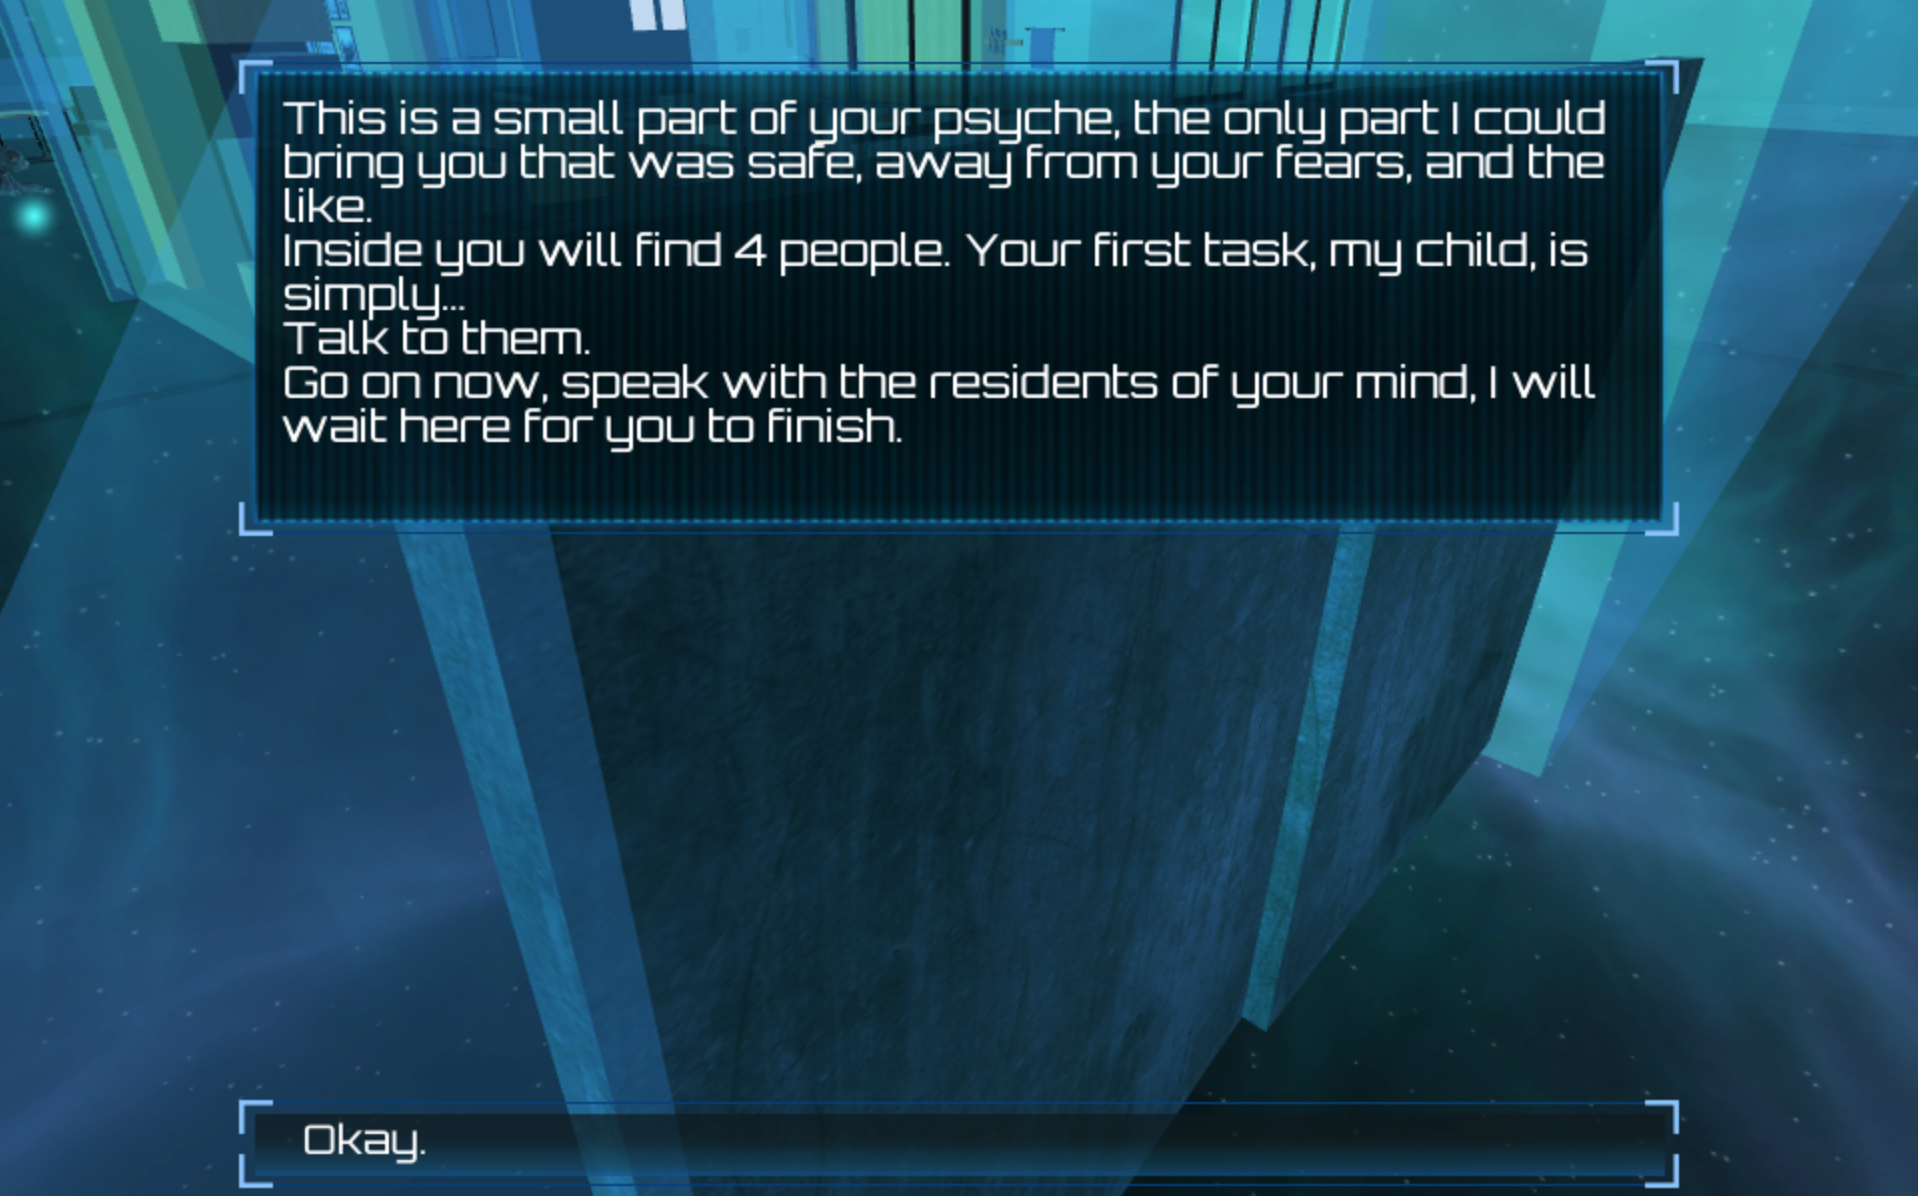 This is a small part of your psyche, the only part I could
bring you that was safe, away from your fears, and the
like.
Inside you will find 4 people. Your first task, my child, is
simply...
Talk to them.
Go on now, speak with the residents of your mind, I will
wait here for you to finish.
Okay.